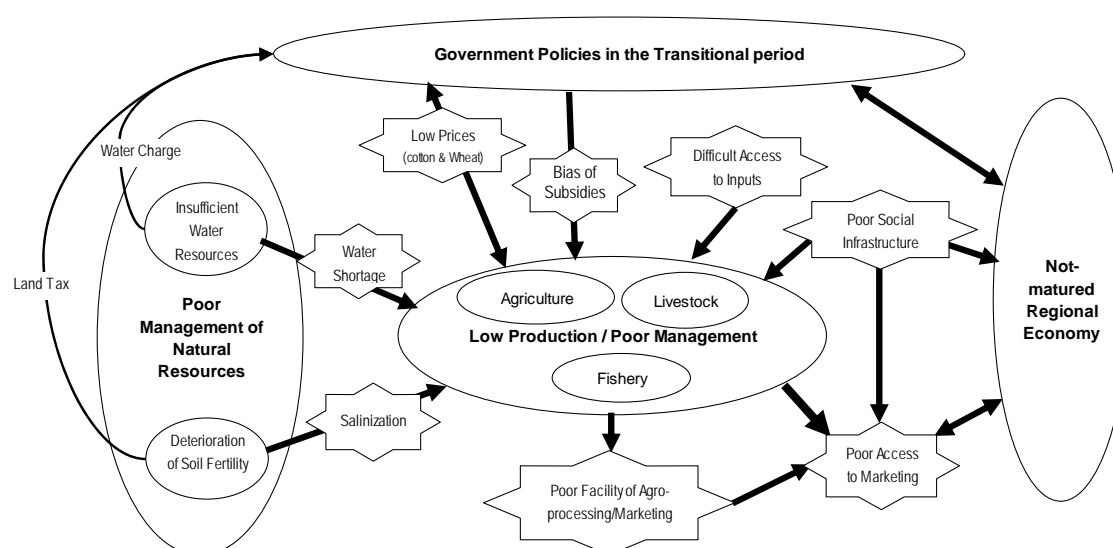 Government Policies in the Transitional period
Water Charge
Low Prices
(cotton & Wheat)
Bias of
Subsidies
Difficult Access
to Inputs
Insufficient
Water
Resources
Water
Shortage
Poor Social
Infrastructure
Land Tax
Poor
Management of
Natural
Resources
Agriculture
Livestock
Low Production / Poor Management
Fishery
Not-
matured
Regional
Economy
Salinization
Deterioration
of Soil Fertility
Poor Facility of Agro-
processing/Marketing
Poor Access
to Marketing